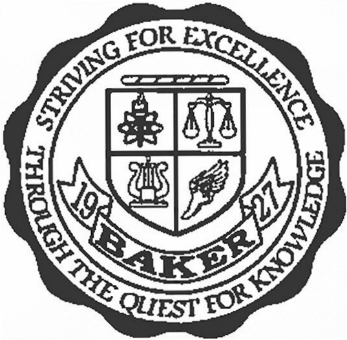 STRIVING FOR EXCELLENCE
THROUGH THE QUEST FOR KNOWLEDGE
19 27
BAKER